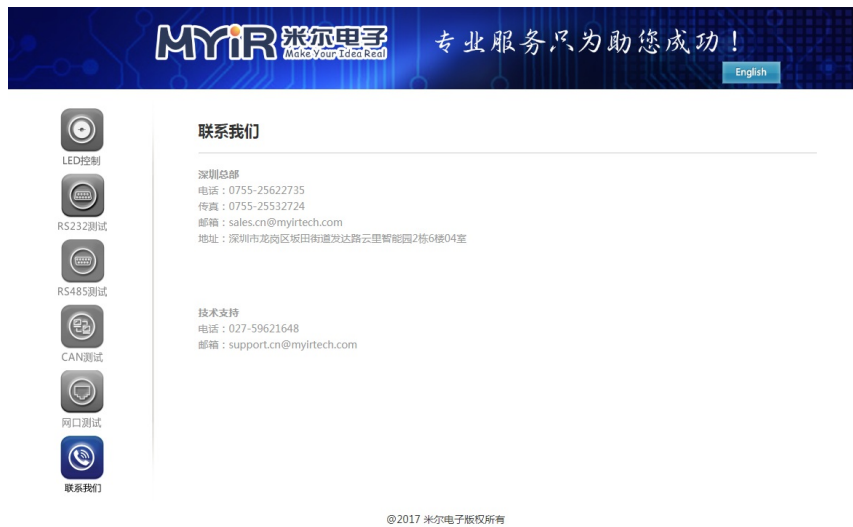 MYiR 米尔电子
Make Your Idea Real
专业服务只为助您成功！
English
LED控制
RS232测试
RS485测试
CAN测试
网口测试
联系我们
联系我们
深圳总部
电话：0755-25622735
传真：0755-25532724
邮箱：sales.cn@myirtech.com
地址：深圳市龙岗区坂田街道发达路云里智能园2栋6楼04室
技术支持
电话：027-59621648
邮箱：support.cn@myirtech.com
@2017 米尔电子版权所有